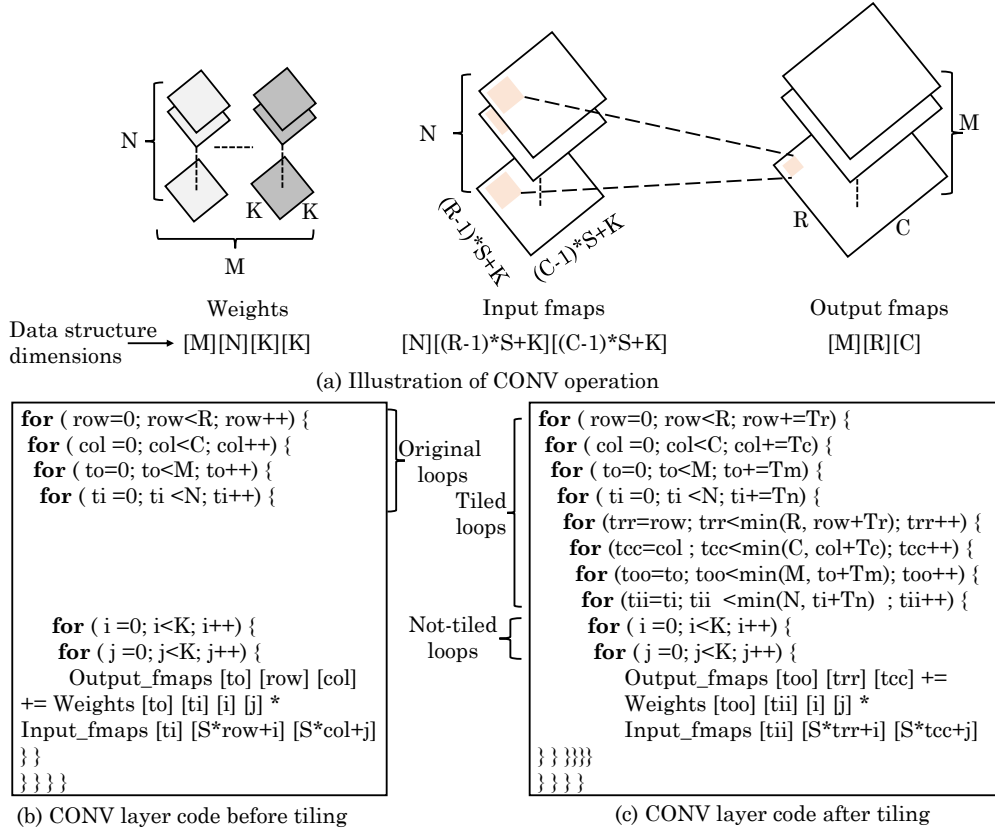 N
K
K
M
N
(R-1)*S+K
(C-1)*S+K
M
R
C
Weights
Input fmaps
Output fmaps
Data structure
dimensions
[M][N][K][K]
[N][(R-1)*S+K][(C-1)*S+K]
[M][R][C]
(a) Illustration of CONV operation
for ( row=0; row<R; row++) {
for ( col =0; col<C; col++) {
for ( to=0; to<M; to++) {
for ( ti =0; ti <N; ti++) {
for ( i =0; i<K; i++) {
for ( j =0; j<K; j++) {
Output_fmaps [to] [row] [col]
+= Weights [to] [ti] [i] [j] *
Input_fmaps [ti] [S*row+i] [S*col+j]
} }
} } } }
(b) CONV layer code before tiling
Original
loops
Tiled
loops
Not-tiled
loops
for ( row=0; row<R; row+=Tr) {
for ( col =0; col<C; col+=Tc) {
for ( to=0; to<M; to+=Tm) {
for ( ti =0; ti <N; ti+=Tn) {
for (trr=row; trr<min(R, row+Tr); trr++) {
for (tcc=col ; tcc<min(C, col+Tc); tcc++) {
for (too=to; too<min(M, to+Tm); too++) {
for (tii=ti; tii <min(N, ti+Tn) ; tii++) {
for ( i =0; i<K; i++) {
for ( j =0; j<K; j++) {
Output_fmaps [too] [trr] [tcc] +=
Weights [too] [tii] [i] [j] *
Input_fmaps [tii] [S*trr+i] [S*tcc+j]
} } }}}}
} } } }
(c) CONV layer code after tiling